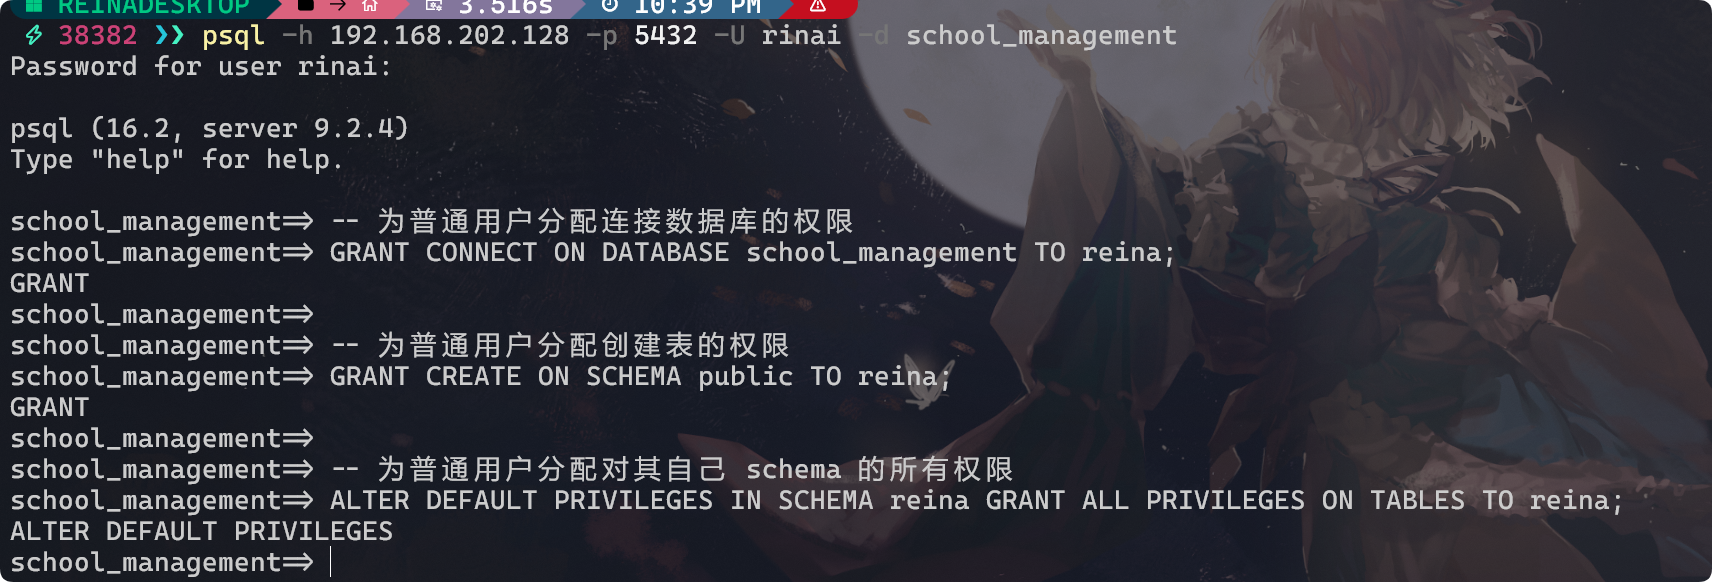 REINADESKTOP → 3.516s 10:39 PM
38382 ❯❯ psql -h 192.168.202.128 -p 5432 -U rinai -d school_management
Password for user rinai:
psql (16.2, server 9.2.4)
Type "help" for help.
school_management=> -- 为普通用户分配连接数据库的权限
school_management=> GRANT CONNECT ON DATABASE school_management TO reina;
GRANT
school_management=>
school_management=> -- 为普通用户分配创建表的权限
school_management=> GRANT CREATE ON SCHEMA public TO reina;
GRANT
school_management=>
school_management=> -- 为普通用户分配对其自己 schema 的所有权限
school_management=> ALTER DEFAULT PRIVILEGES IN SCHEMA reina GRANT ALL PRIVILEGES ON TABLES TO reina;
ALTER DEFAULT PRIVILEGES
school_management=>